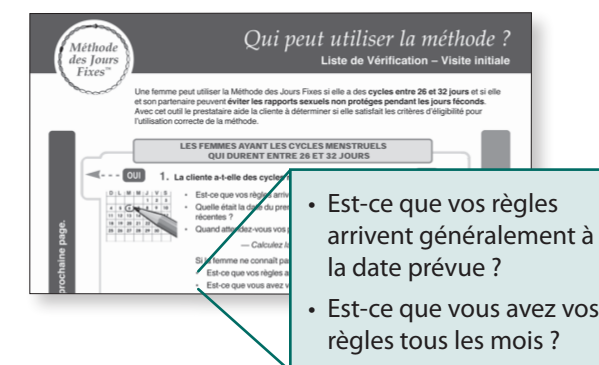 Méthode
des Jours
Fixes™
Qui peut utiliser la méthode ?
Liste de Vérification – Visite initiale
Une femme peut utiliser la Méthode des Jours Fixes si elle a des cycles entre 26 et 32 jours et si elle
et son partenaire peuvent éviter les rapports sexuels non protéges pendant les jours féconds.
Avec cet outil le prestataire aide la cliente à déterminer si elle satisfait les critères d'éligibilité pour
l'utilisation correcte de la méthode.
LES FEMMES AYANT LES CYCLES MENSTRUELS
QUI DURENT ENTRE 26 ET 32 JOURS
OUI
1. La cliente a-t-elle des cycles
• Est-ce que vos règles
• Quelle était la date du
récentes ?
• Quand attendez-vous vos
— Calculez
Si la femme ne connaît
Est-ce que vos règles
• Est-ce que vous avez
D L M M J V S
prochaine page.
• Est-ce que vos règles
arrivent généralement à
la date prévue ?
• Est-ce que vous avez vos
règles tous les mois ?